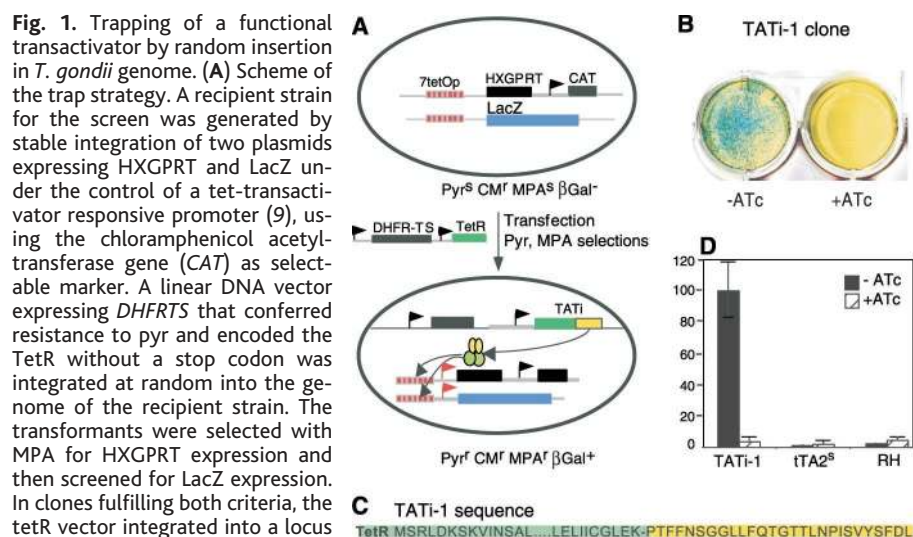 Fig. 1. Trapping of a functional
transactivator by random insertion
in T. gondii genome. (A) Scheme of
the trap strategy. A recipient strain
for the screen was generated by
stable integration of two plasmids
expressing HXGPRT and LacZ un-
der the control of a tet-transacti-
vator responsive promoter (9), us-
ing the chloramphenicol acetyl-
transferase gene (CAT) as select-
able marker. A linear DNA vector
expressing DHFRTS that conferred
resistance to pyr and encoded the
TetR without a stop codon was
integrated at random into the ge-
nome of the recipient strain. The
transformants were selected with
MPA for HXGPRT expression and
then screened for LacZ expression.
In clones fulfilling both criteria, the
tetR vector integrated into a locus
A
7tetOp HXGPRT CAT
LacZ
Pyrˢ CMʳ MPAˢ βGal-
DHFR-TS TetR
Transfection
Pyr, MPA selections
TATi
Pyrʳ CMʳ MPAʳ βGal⁺
B
TATi-1 clone
-ATc +ATc
D
120
100
80
60
40
20
0
- ATc
+ATc
TATi-1 tTA2ˢ RH
C TATi-1 sequence
TetR MSRLDKSKVINSAL....LELIICGLEK-PTFFNSGGLLFQTGTTLNPISVYSFDL